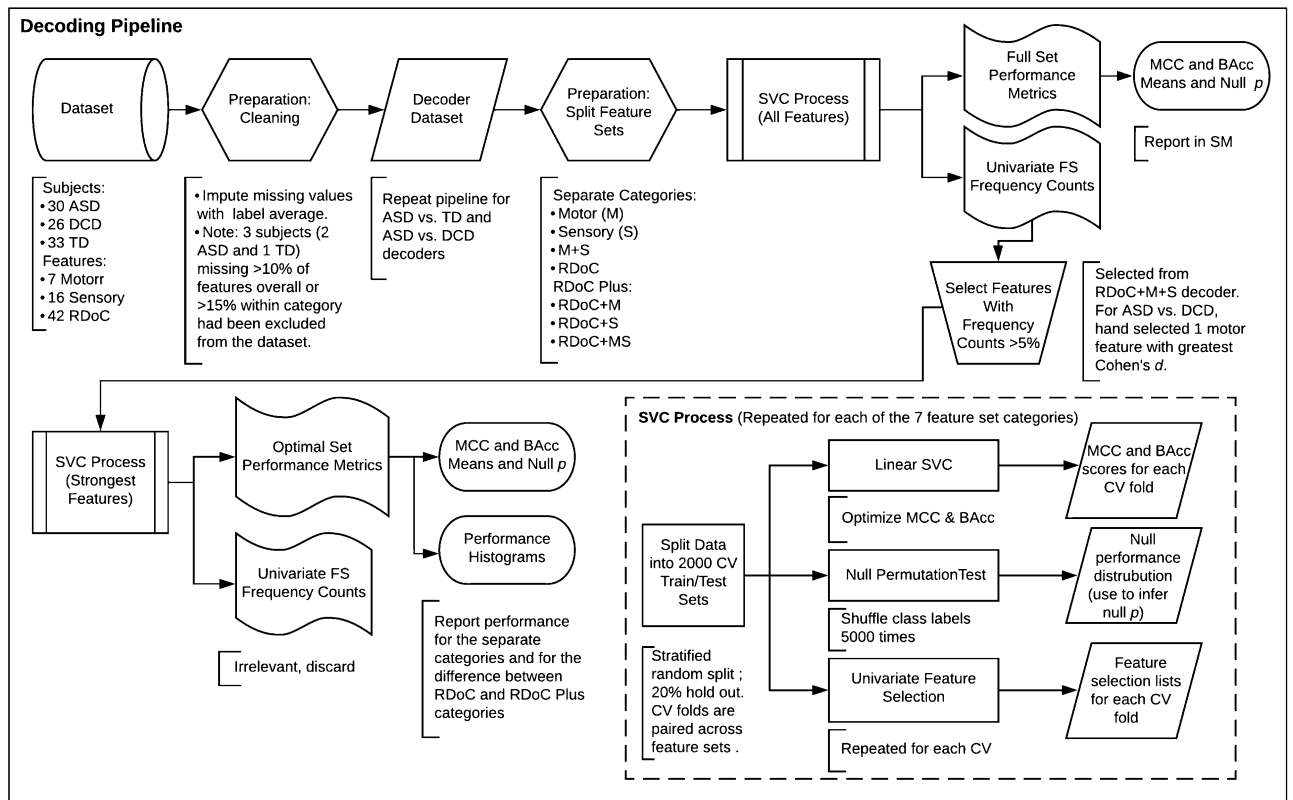 Decoding Pipeline
Dataset
Preparation:
Cleaning
Decoder
Dataset
Preparation:
Split Feature
Sets
SVC Process
(All Features)
Full Set
Performance
Metrics
MCC and BAcc
Means and Null p
Report in SM
Univariate FS
Frequency Counts
Subjects:
• 30 ASD
• 26 DCD
• 33 TD
Features:
• 7 Motorr
• 16 Sensory
• 42 RDoC
• Impute missing values
with label average.
• Note: 3 subjects (2
ASD and 1 TD)
missing >10% of
features overall or
>15% within category
had been excluded
from the dataset.
Repeat pipeline for
ASD vs. TD and
ASD vs. DCD
decoders
Separate Categories:
• Motor (M)
• Sensory (S)
• M+S
• RDoC
RDoC Plus:
• RDoC+M
• RDoC+S
• RDoC+MS
Select Features
With
Frequency
Counts >5%
Selected from
RDoC+M+S decoder.
For ASD vs. DCD,
hand selected 1 motor
feature with greatest
Cohen's d.
SVC Process
(Strongest
Features)
Optimal Set
Performance Metrics
MCC and BAcc
Means and Null p
Performance
Histograms
Univariate FS
Frequency Counts
Irrelevant, discard
Report performance
for the separate
categories and for the
difference between
RDoC and RDoC Plus
categories
SVC Process (Repeated for each of the 7 feature set categories)
Split Data
into 2000 CV
Train/Test
Sets
Stratified
random split ;
20% hold out.
CV folds are
paired across
feature sets .
Linear SVC
Optimize MCC & BAcc
MCC and BAcc
scores for each
CV fold
Null PermutationTest
Shuffle class labels
5000 times
Null
performance
distrubution
(use to infer
null p)
Univariate Feature
Selection
Repeated for each CV
Feature
selection lists
for each CV
fold